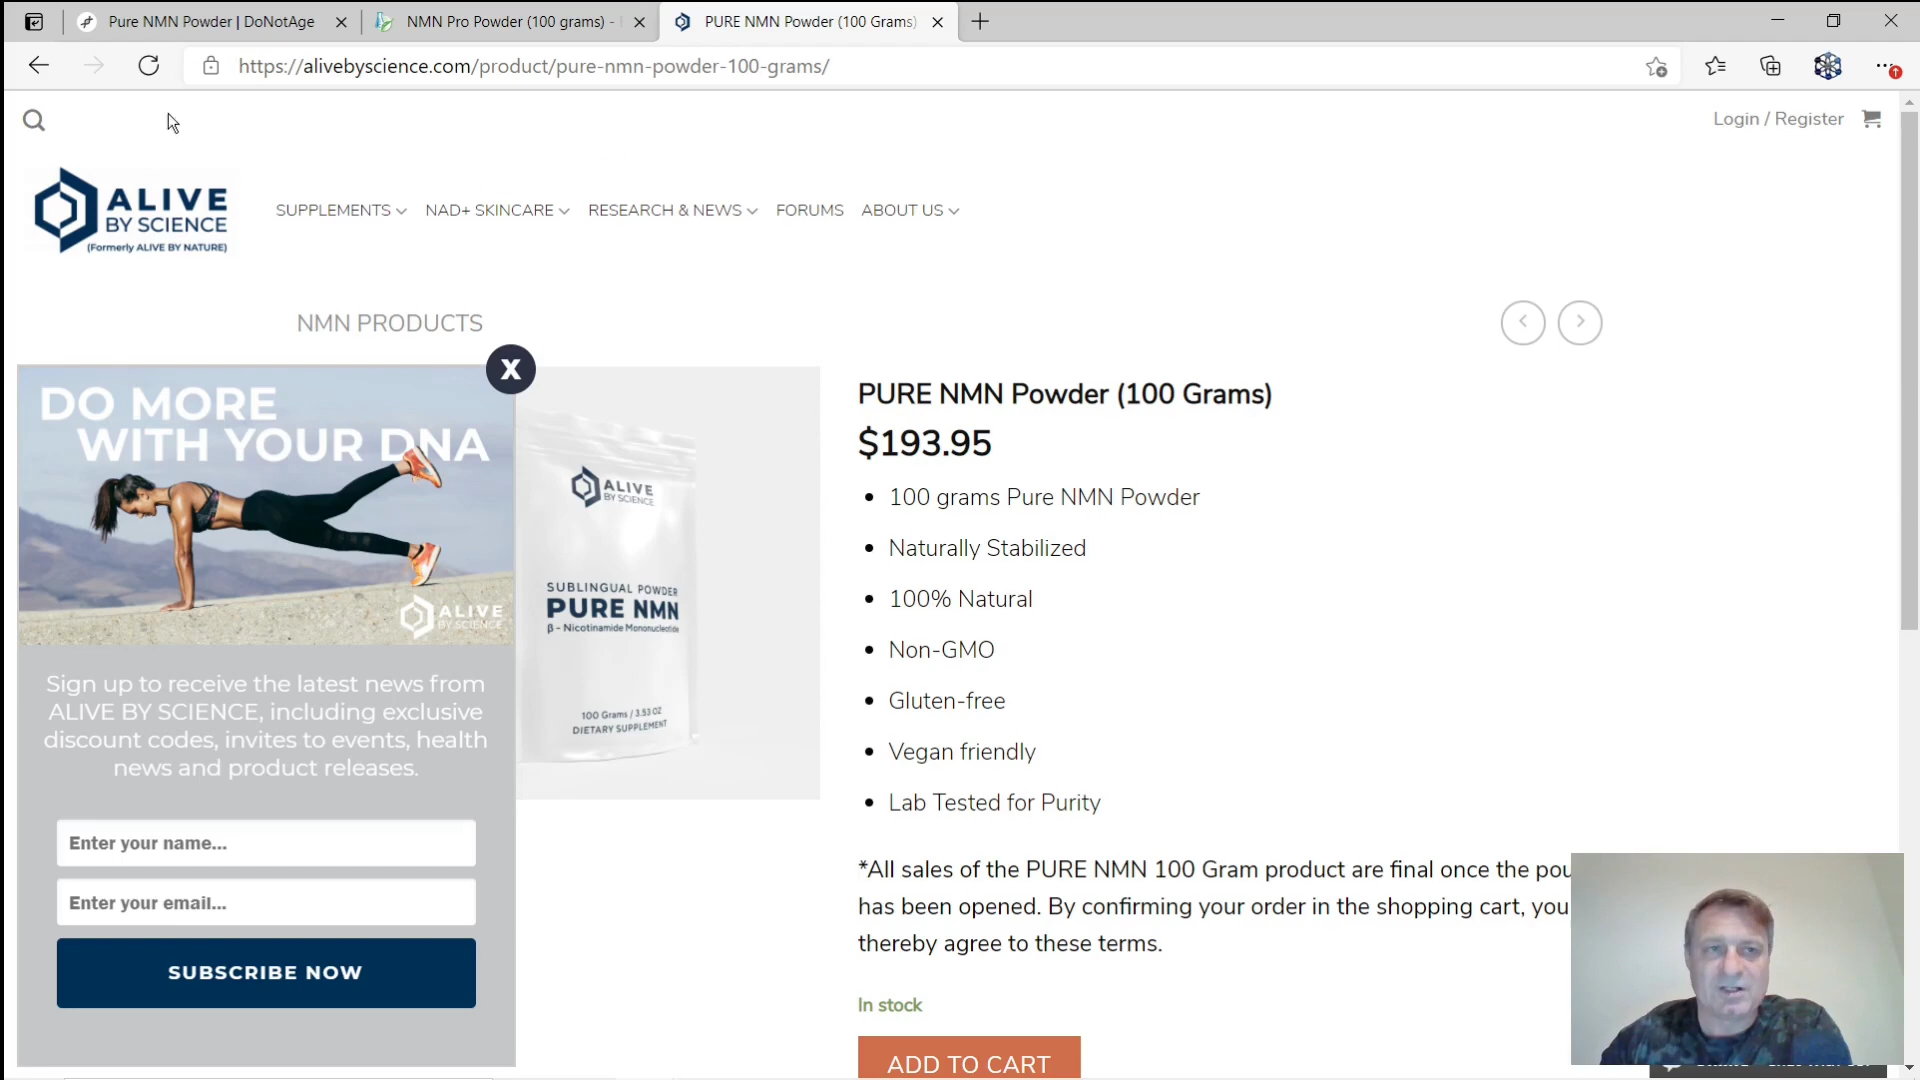 Pure NMN Powder | DoNotAge
NMN Pro Powder (100 grams) -
PURE NMN Powder (100 Grams)
https://alivebyscience.com/product/pure-nmn-powder-100-grams/
Login / Register
ALIVE
BY SCIENCE
(Formerly ALIVE BY NATURE)
SUPPLEMENTS
NAD+ SKINCARE
RESEARCH & NEWS
FORUMS
ABOUT US
NMN PRODUCTS
X
DO MORE
WITH YOUR DNA
ALIVE
BY SCIENCE
Sign up to receive the latest news from
ALIVE BY SCIENCE, including exclusive
discount codes, invites to events, health
news and product releases.
Enter your name...
Enter your email...
SUBSCRIBE NOW
ALIVE
BY SCIENCE
SUBLINGUAL POWDER
PURE NMN
β - Nicotinamide Mononucleotide
100 Grams / 3.53 OZ
DIETARY SUPPLEMENT
PURE NMN Powder (100 Grams)
$193.95
• 100 grams Pure NMN Powder
• Naturally Stabilized
• 100% Natural
• Non-GMO
• Gluten-free
• Vegan friendly
• Lab Tested for Purity
*All sales of the PURE NMN 100 Gram product are final once the pou
has been opened. By confirming your order in the shopping cart, you
thereby agree to these terms.
In stock
ADD TO CART